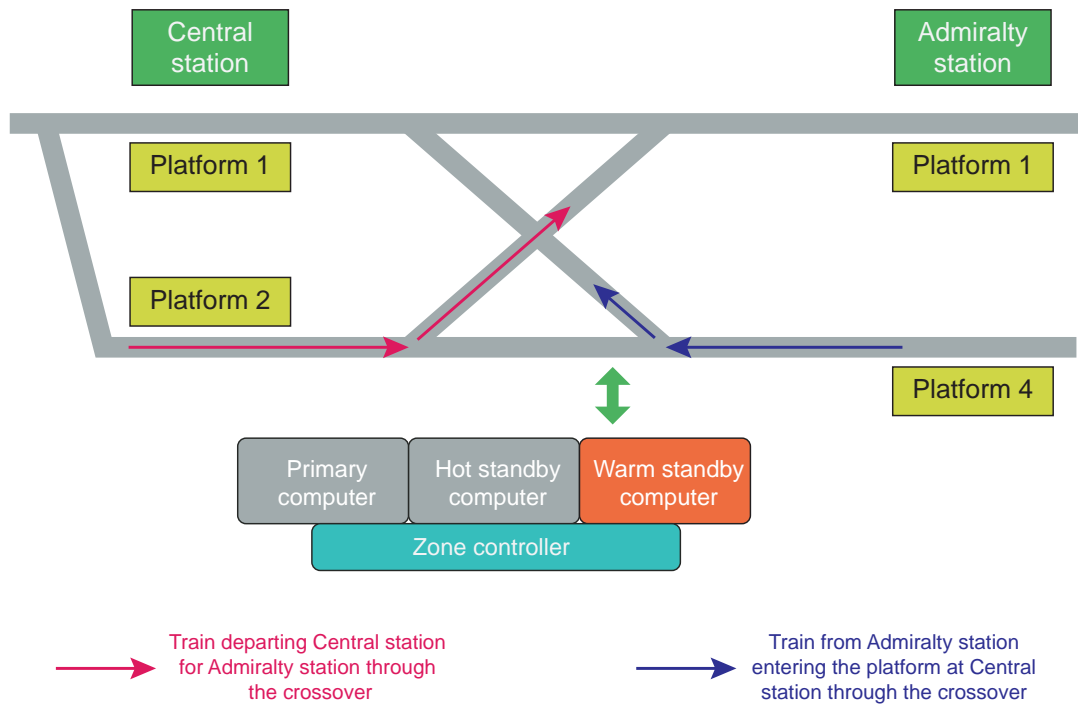 Central
station
Admiralty
station
Platform 1
Platform 1
Platform 2
Platform 4
Primary
computer
Hot standby
computer
Warm standby
computer
Zone controller
Train departing Central station
for Admiralty station through
the crossover
Train from Admiralty station
entering the platform at Central
station through the crossover